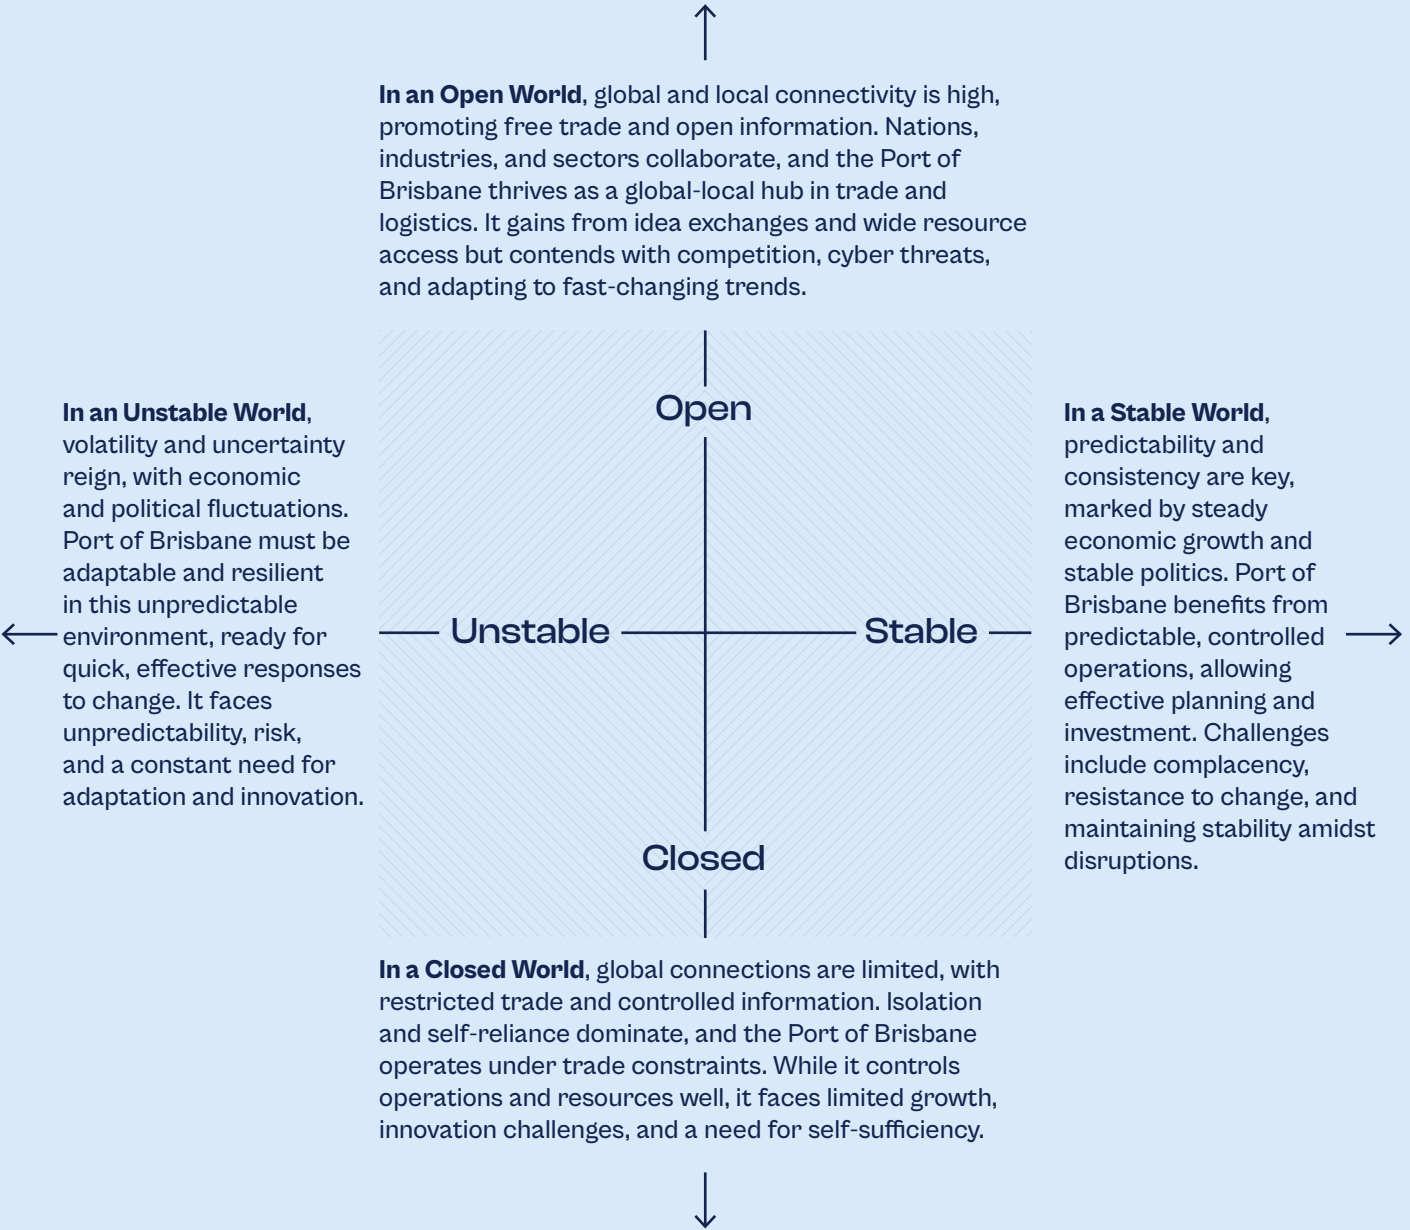 In an Open World, global and local connectivity is high,
promoting free trade and open information. Nations,
industries, and sectors collaborate, and the Port of
Brisbane thrives as a global-local hub in trade and
logistics. It gains from idea exchanges and wide resource
access but contends with competition, cyber threats,
and adapting to fast-changing trends.
In an Unstable World,
volatility and uncertainty
reign, with economic
and political fluctuations.
Port of Brisbane must be
adaptable and resilient
in this unpredictable
environment, ready for
quick, effective responses
to change. It faces
unpredictability, risk,
and a constant need for
adaptation and innovation.
Open
Unstable
Stable
Closed
In a Stable World,
predictability and
consistency are key,
marked by steady
economic growth and
stable politics. Port of
Brisbane benefits from
predictable, controlled
operations, allowing
effective planning and
investment. Challenges
include complacency,
resistance to change, and
maintaining stability amidst
disruptions.
In a Closed World, global connections are limited, with
restricted trade and controlled information. Isolation
and self-reliance dominate, and the Port of Brisbane
operates under trade constraints. While it controls
operations and resources well, it faces limited growth,
innovation challenges, and a need for self-sufficiency.